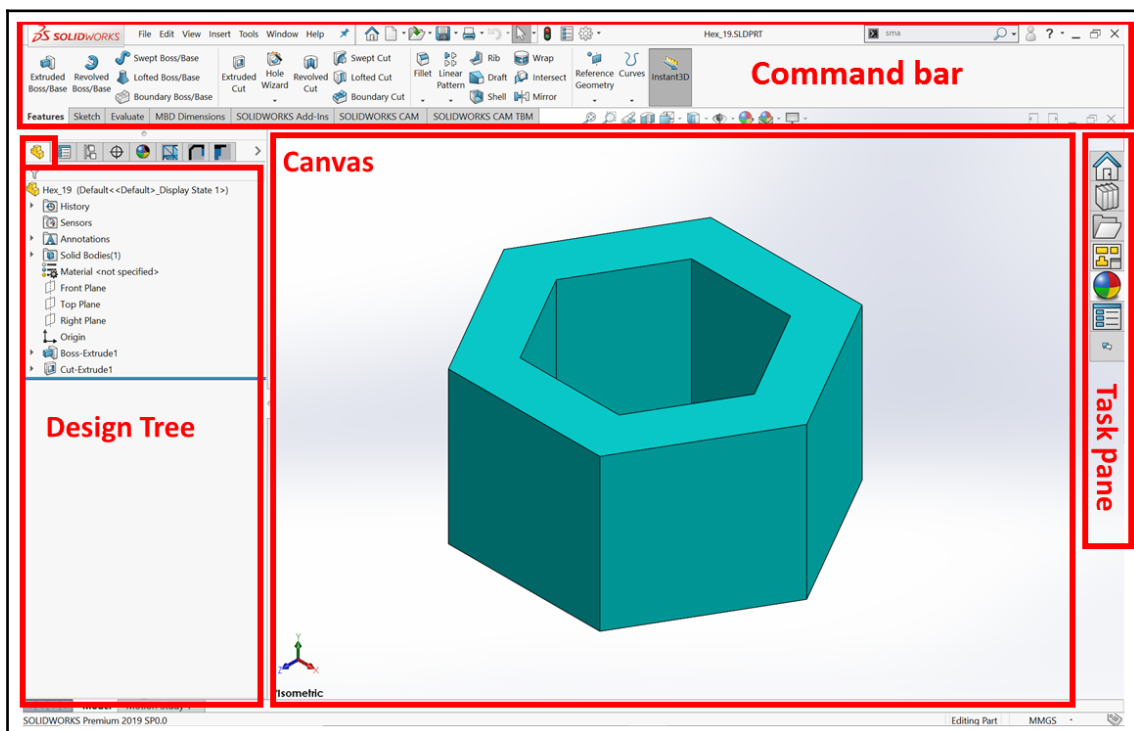 SOLIDWORKS File Edit View Insert Tools Window Help Hex_19.SLDPRT sma ?
Extruded Boss/Base
Revolved Boss/Base
Swept Boss/Base
Lofted Boss/Base
Boundary Boss/Base
Extruded Cut
Hole Wizard
Revolved Cut
Swept Cut
Lofted Cut
Boundary Cut
Fillet
Linear Pattern
Rib
Draft
Shell
Wrap
Intersect
Mirror
Reference Geometry
Curves
Instant3D
Command bar
Features Sketch Evaluate MBD Dimensions SOLIDWORKS Add-Ins SOLIDWORKS CAM SOLIDWORKS CAM TBM
Hex_19 (Default<<Default>_Display State 1>)
History
Sensors
Annotations
Solid Bodies(1)
Material <not specified>
Front Plane
Top Plane
Right Plane
Origin
Boss-Extrude1
Cut-Extrude1
Design Tree
Canvas
Task pane
Y
Z
X
*Isometric
SOLIDWORKS Premium 2019 SP0.0 Editing Part MMGS